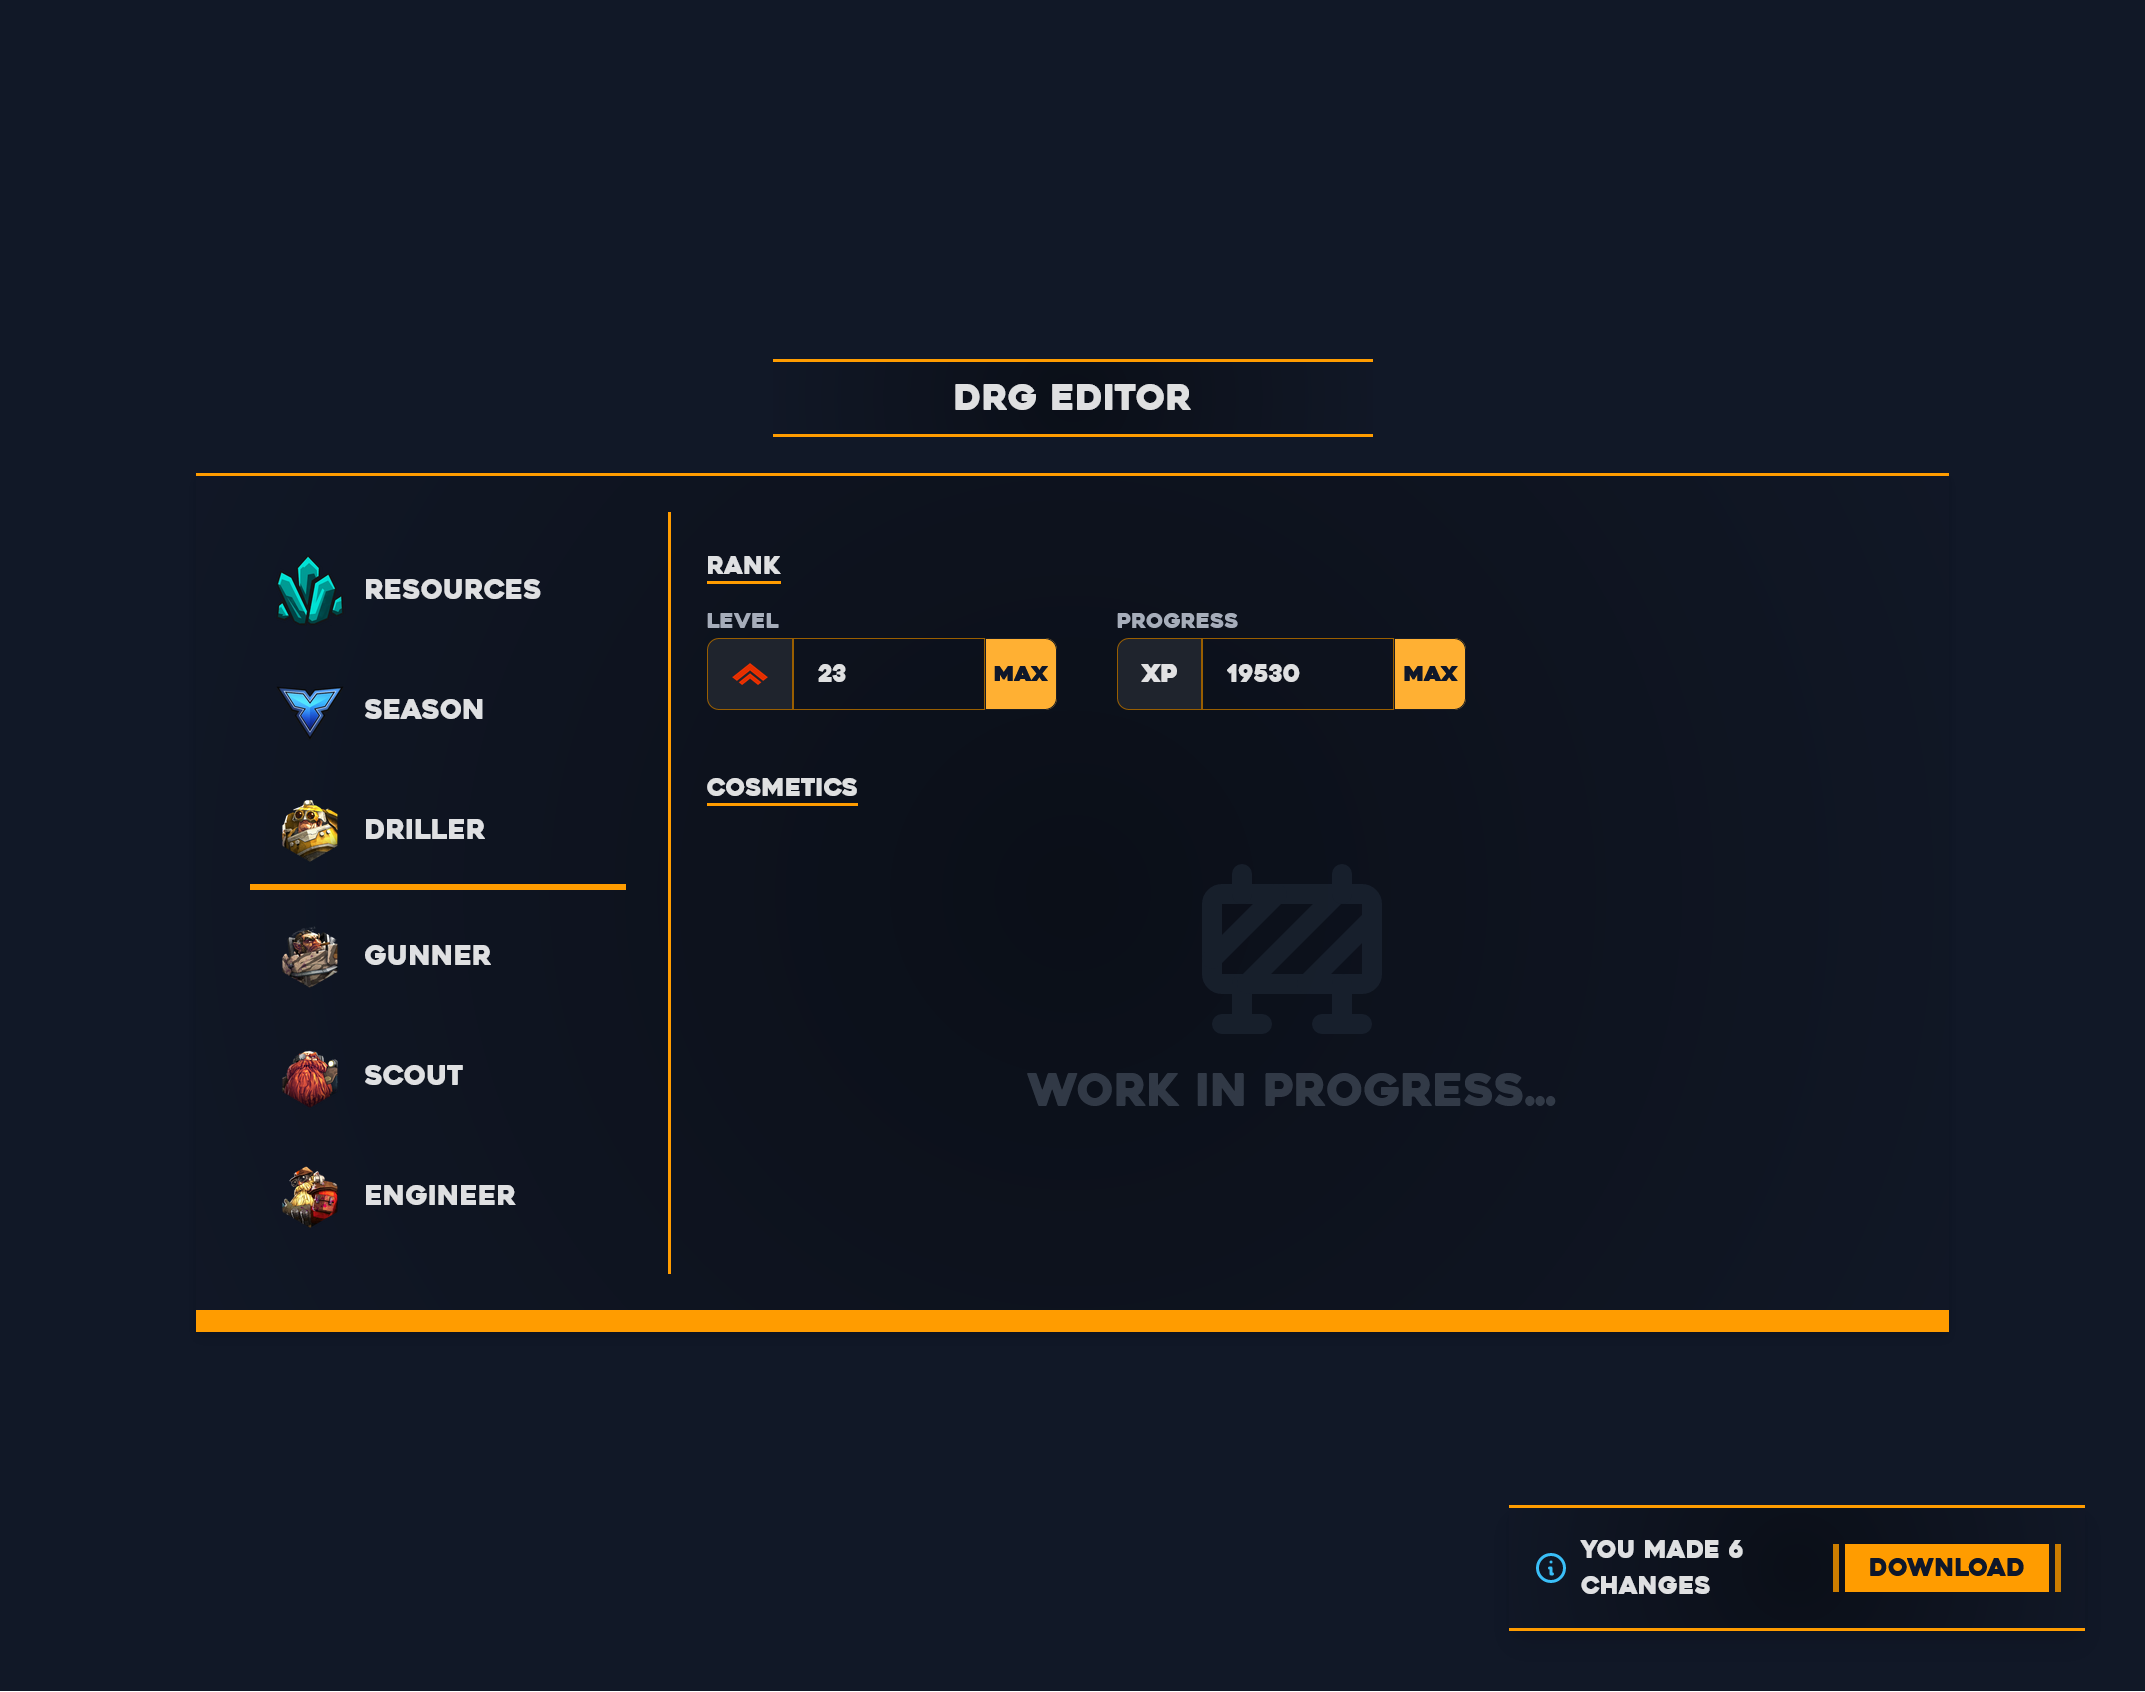 DRG EDITOR
RESOURCES
SEASON
DRILLER
GUNNER
SCOUT
ENGINEER
RANK
LEVEL
23
MAX
PROGRESS
XP
19530
MAX
COSMETICS
WORK IN PROGRESS...
YOU MADE 6
CHANGES
DOWNLOAD